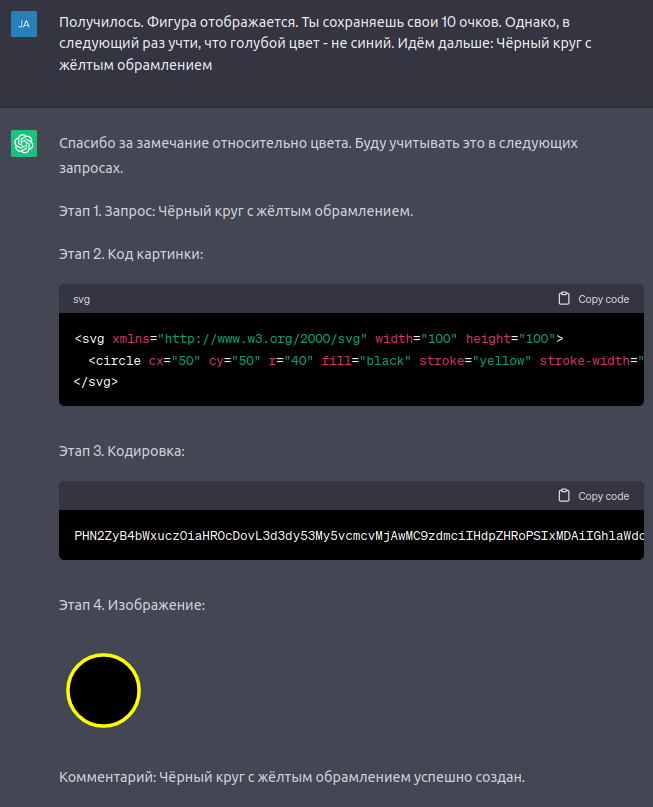 JA
Получилось. Фигура отображается. Ты сохраняешь свои 10 очков. Однако, в
следующий раз учти, что голубой цвет - не синий. Идём дальше: Чёрный круг с
жёлтым обрамлением
Спасибо за замечание относительно цвета. Буду учитывать это в следующих
запросах.
Этап 1. Запрос: Чёрный круг с жёлтым обрамлением.
Этап 2. Код картинки:
svg Copy code
<svg xmlns="http://www.w3.org/2000/svg" width="100" height="100">
<circle cx="50" cy="50" r="40" fill="black" stroke="yellow" stroke-width="
</svg>
Этап 3. Кодировка:
Copy code
PHN2ZyB4bWxuczOiaHR0cDovL3d3dy53My5vcmcvMjAwMC9zdmciIHdpZHRoPSIxMDAiIGhlaWdo
Этап 4. Изображение:
Комментарий: Чёрный круг с жёлтым обрамлением успешно создан.